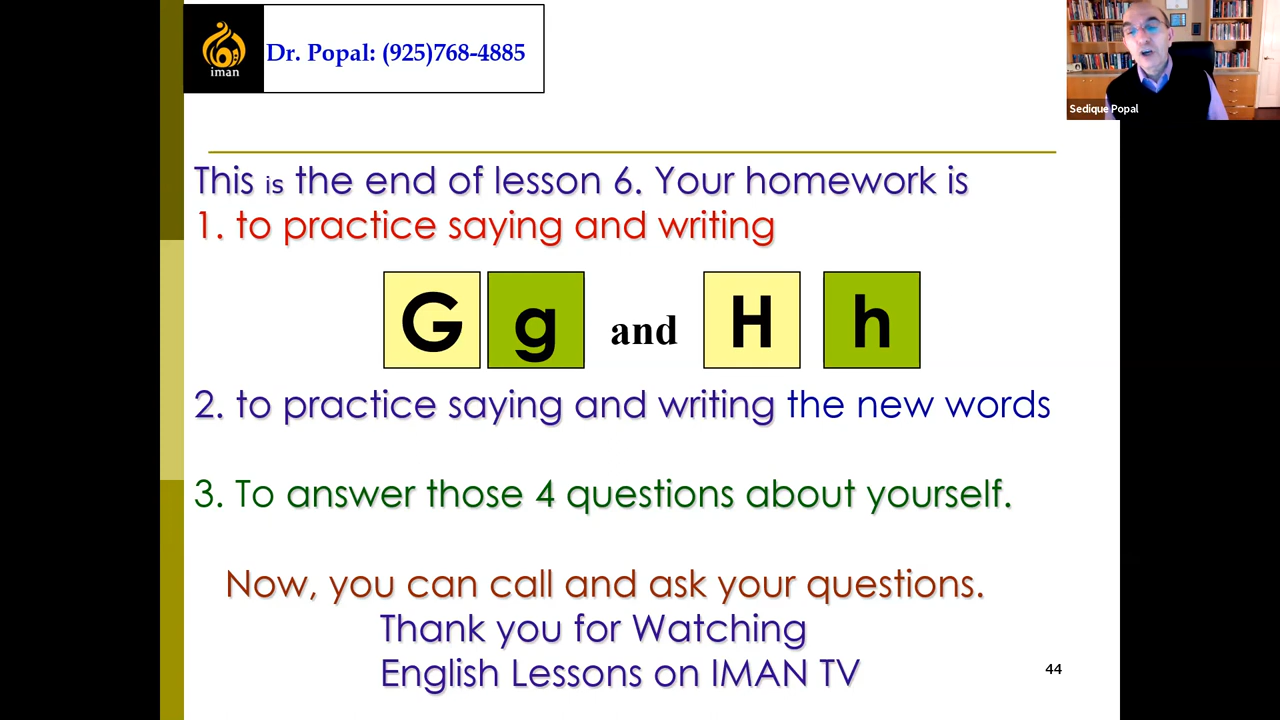 iman
Dr. Popal: (925)768-4885
Sedique Popal
This is the end of lesson 6. Your homework is
1. to practice saying and writing
G g and H h
2. to practice saying and writing the new words
3. To answer those 4 questions about yourself.
Now, you can call and ask your questions.
Thank you for Watching
English Lessons on IMAN TV
44